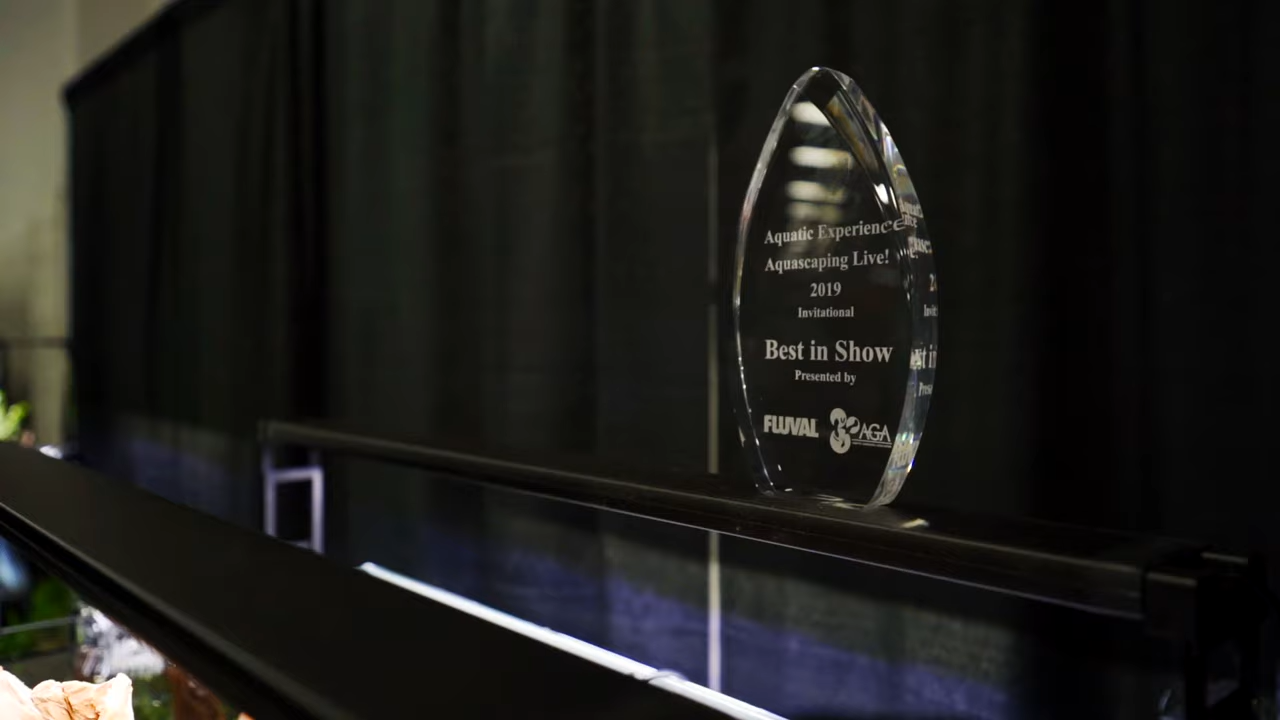 Aquatic Experience
Aquascaping Live!
2019
Invitational
Best in Show
Presented by
FLUVAL AGA